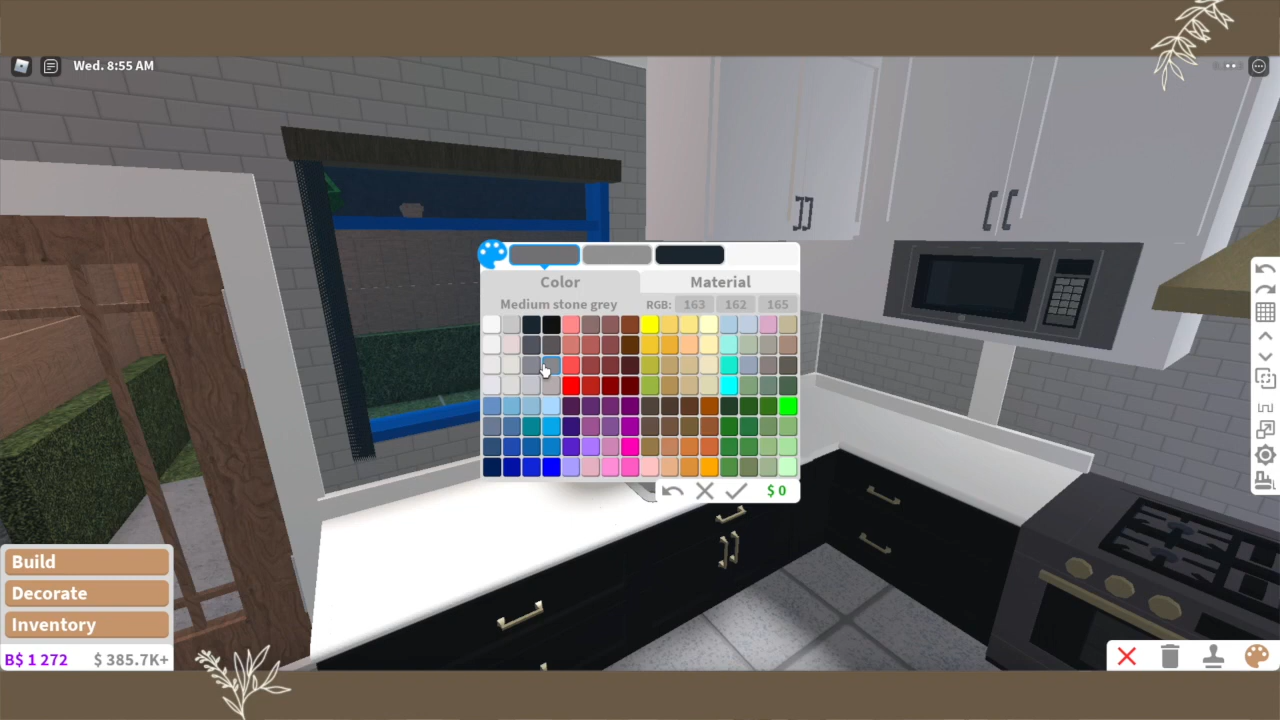 Wed. 8:55 AM
Color
Material
Medium stone grey
RGB: 163 162 165
$ 0
Build
Decorate
Inventory
B$ 1 272 $ 385.7K+